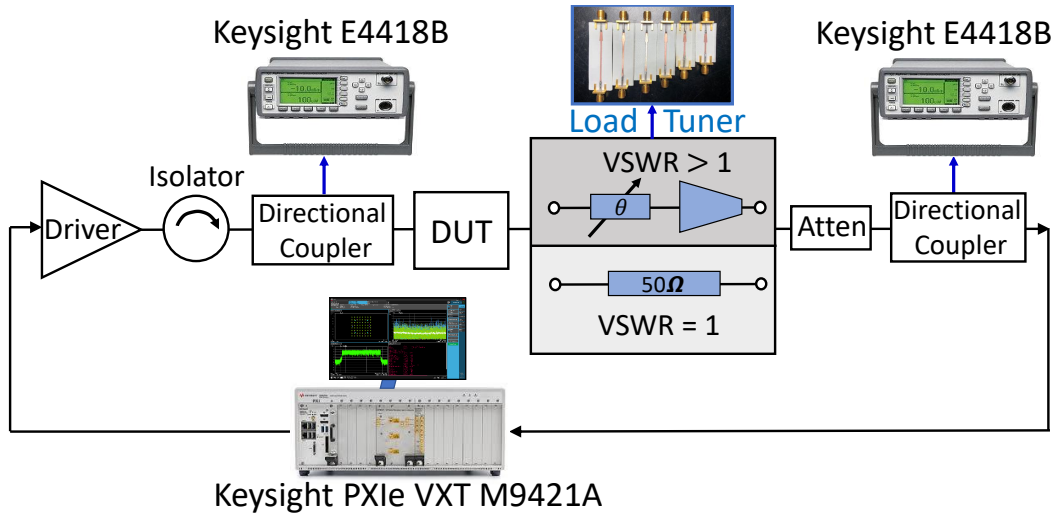 Keysight E4418B
Keysight E4418B
Load Tuner
VSWR > 1
θ
Isolator
Driver
Directional
Coupler
DUT
Atten
Directional
Coupler
50Ω
VSWR = 1
Keysight PXIe VXT M9421A